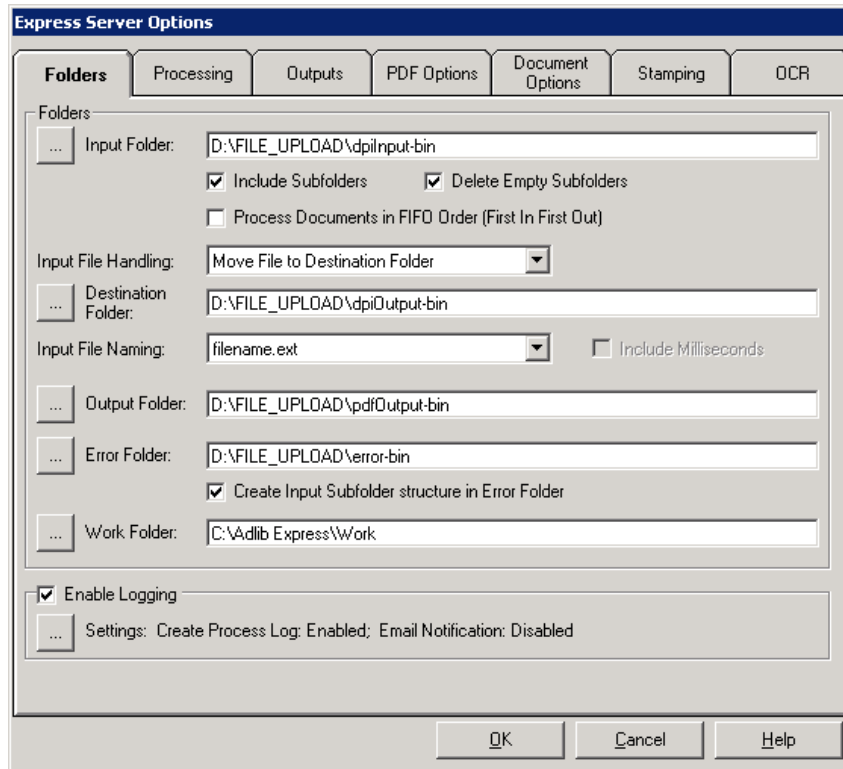 Express Server Options
Folders
Processing
Outputs
PDF Options
Document
Options
Stamping
OCR
Folders
... Input Folder: D:\FILE_UPLOAD\dpiInput-bin
Include Subfolders Delete Empty Subfolders
Process Documents in FIFO Order (First In First Out)
Input File Handling: Move File to Destination Folder
... Destination
Folder: D:\FILE_UPLOAD\dpiOutput-bin
Input File Naming: filename.ext Include Milliseconds
... Output Folder: D:\FILE_UPLOAD\pdfOutput-bin
... Error Folder: D:\FILE_UPLOAD\error-bin
Create Input Subfolder structure in Error Folder
... Work Folder: C:\Adlib Express\Work
Enable Logging
... Settings: Create Process Log: Enabled; Email Notification: Disabled
OK Cancel Help